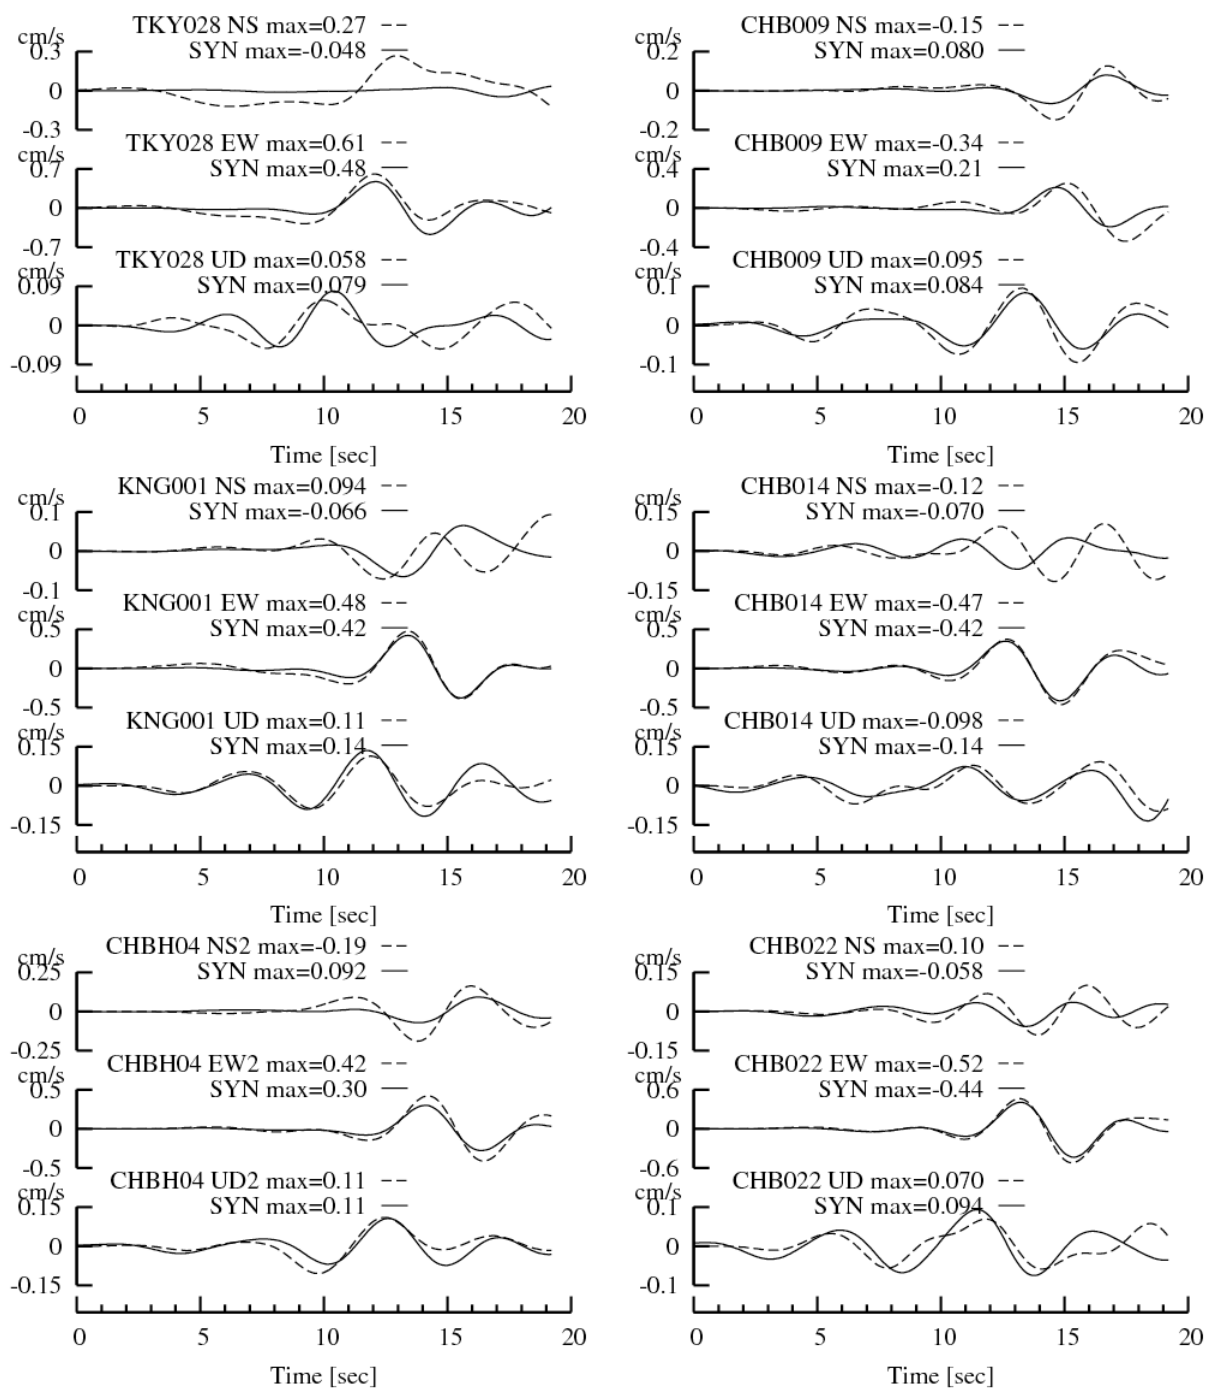 TKY028 NS max=0.27
cm/s
SYN max=-0.048
0.3
0
-0.3
TKY028 EW max=0.61
cm/s
SYN max=0.48
0.7
0
-0.7
TKY028 UD max=0.058
cm/s
SYN max=0.079
0.09
0
-0.09
0 5 10 15 20
Time [sec]
CHB009 NS max=-0.15
cm/s
SYN max=0.080
0.2
0
-0.2
CHB009 EW max=-0.34
cm/s
SYN max=0.21
0.4
0
-0.4
CHB009 UD max=0.095
cm/s
SYN max=0.084
0.1
0
-0.1
0 5 10 15 20
Time [sec]
KNG001 NS max=0.094
cm/s
SYN max=-0.066
0.1
0
-0.1
KNG001 EW max=0.48
cm/s
SYN max=0.42
0.5
0
-0.5
KNG001 UD max=0.11
cm/s
SYN max=0.14
0.15
0
-0.15
0 5 10 15 20
Time [sec]
CHB014 NS max=-0.12
cm/s
SYN max=-0.070
0.15
0
-0.15
CHB014 EW max=-0.47
cm/s
SYN max=-0.42
0.5
0
-0.5
CHB014 UD max=-0.098
cm/s
SYN max=-0.14
0.15
0
-0.15
0 5 10 15 20
Time [sec]
CHBH04 NS2 max=-0.19
cm/s
SYN max=0.092
0.25
0
-0.25
CHBH04 EW2 max=0.42
cm/s
SYN max=0.30
0.5
0
-0.5
CHBH04 UD2 max=0.11
cm/s
SYN max=0.11
0.15
0
-0.15
0 5 10 15 20
Time [sec]
CHB022 NS max=0.10
cm/s
SYN max=-0.058
0.15
0
-0.15
CHB022 EW max=-0.52
cm/s
SYN max=-0.44
0.6
0
-0.6
CHB022 UD max=0.070
cm/s
SYN max=0.094
0.1
0
-0.1
0 5 10 15 20
Time [sec]